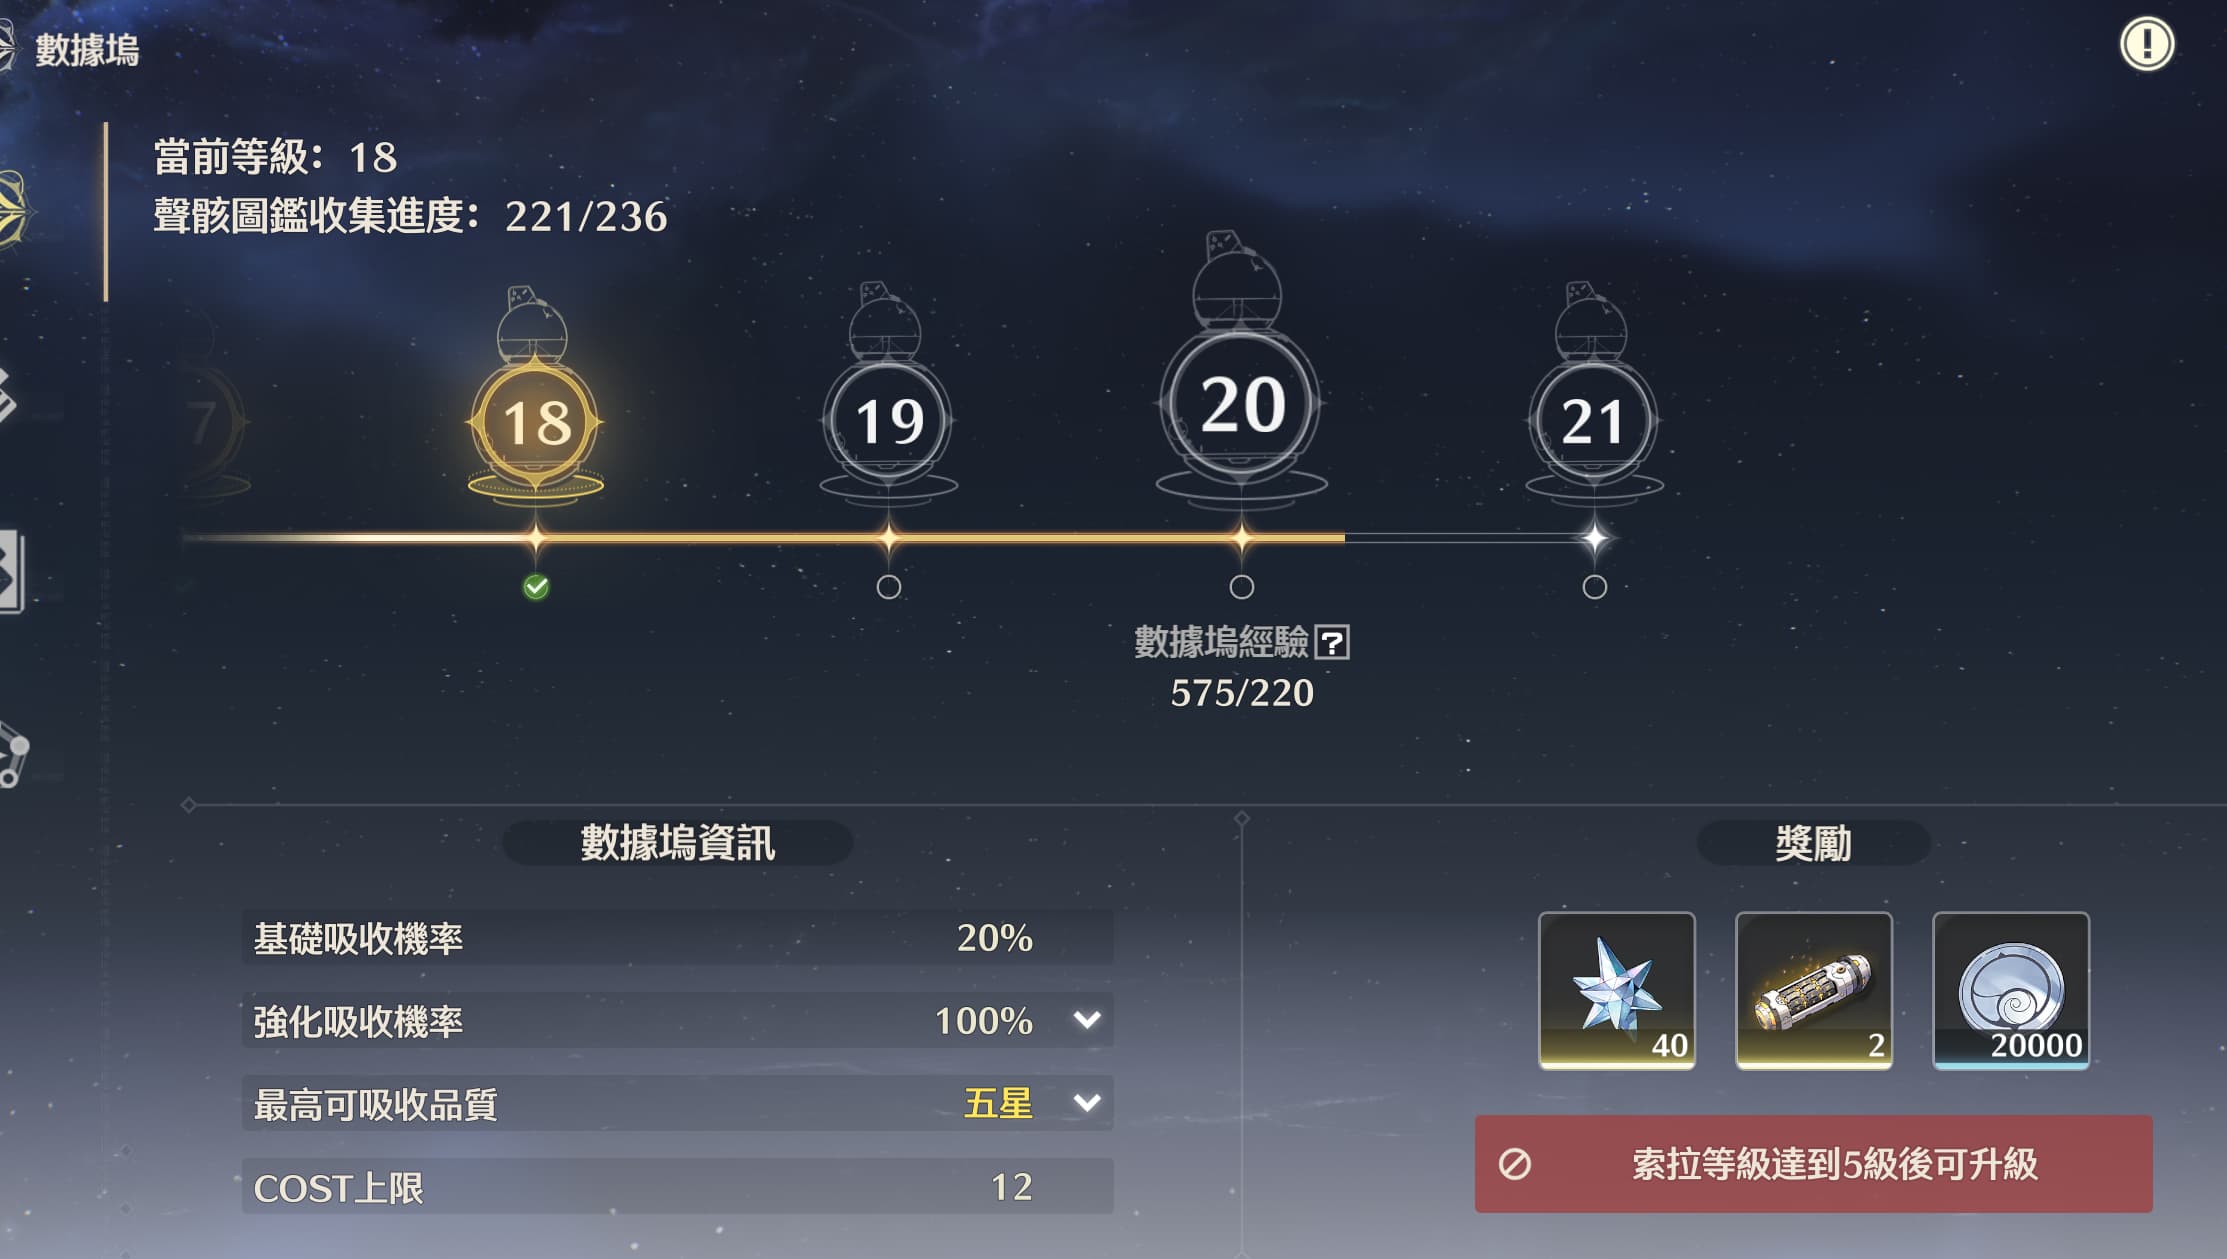 數據塢
當前等級：18
聲骸圖鑑收集進度：221/236
7
18
19
20
21
數據塢經驗?
575/220
數據塢資訊
基礎吸收機率 20%
強化吸收機率 100%
最高可吸收品質 五星
COST上限 12
獎勵
40
2
20000
索拉等級達到5級後可升級